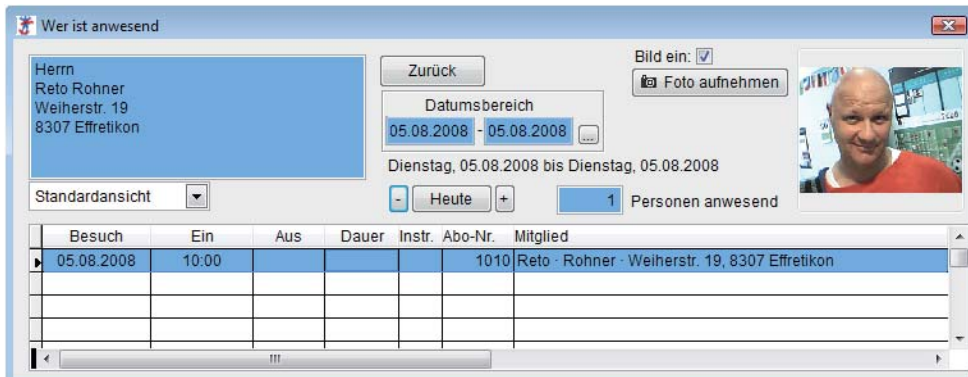 Wer ist anwesend
Herrn
Reto Rohner
Weiherstr. 19
8307 Effretikon
Standardansicht
Zurück
Datumsbereich
05.08.2008 - 05.08.2008 ...
Dienstag, 05.08.2008 bis Dienstag, 05.08.2008
- Heute +
1 Personen anwesend
Bild ein:
Foto aufnehmen
Besuch Ein Aus Dauer Instr. Abo-Nr. Mitglied
05.08.2008 10:00 1010 Reto · Rohner · Weiherstr. 19, 8307 Effretikon